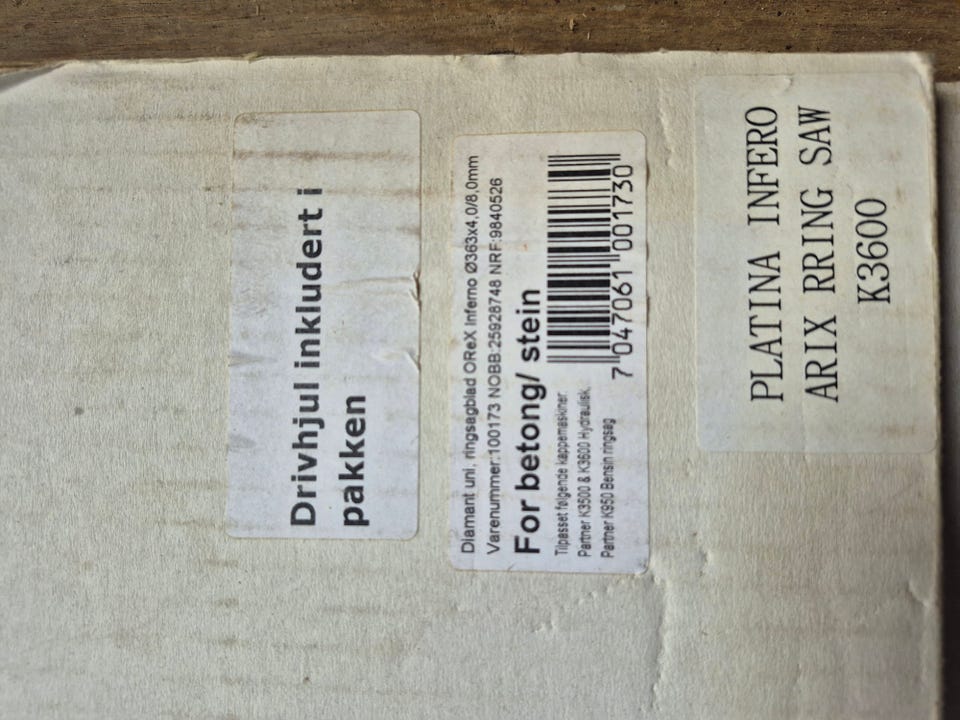 Drivhjul inkludert i
pakken
Diamant uni. ringsagblad OReX Inferno Ø363x4,0/8,0mm
Varenummer:100173 NOBB:25928748 NRF:9840526
For betong/ stein
Tilpasset følgende kappemaskiner
Partner K3500 & K3600 Hydraulisk.
Partner K950 Bensin ringsag
7 047061 001730
PLATINA INFERO
ARIX RRING SAW
K3600